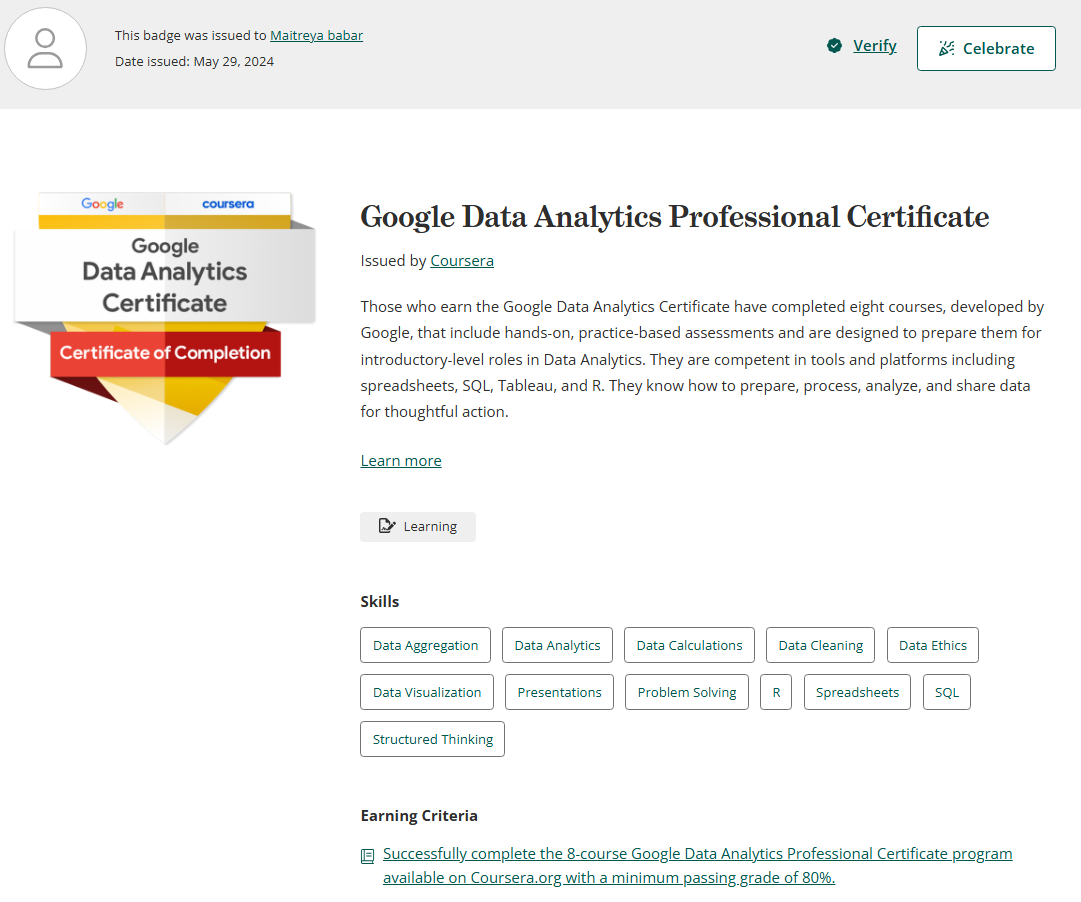 This badge was issued to Maitreya babar
Date issued: May 29, 2024
Verify
Celebrate
Google
coursera
Google
Data Analytics
Certificate
Certificate of Completion
Google Data Analytics Professional Certificate
Issued by Coursera
Those who earn the Google Data Analytics Certificate have completed eight courses, developed by
Google, that include hands-on, practice-based assessments and are designed to prepare them for
introductory-level roles in Data Analytics. They are competent in tools and platforms including
spreadsheets, SQL, Tableau, and R. They know how to prepare, process, analyze, and share data
for thoughtful action.
Learn more
Learning
Skills
Data Aggregation Data Analytics Data Calculations Data Cleaning Data Ethics
Data Visualization Presentations Problem Solving R Spreadsheets SQL
Structured Thinking
Earning Criteria
Successfully complete the 8-course Google Data Analytics Professional Certificate program
available on Coursera.org with a minimum passing grade of 80%.